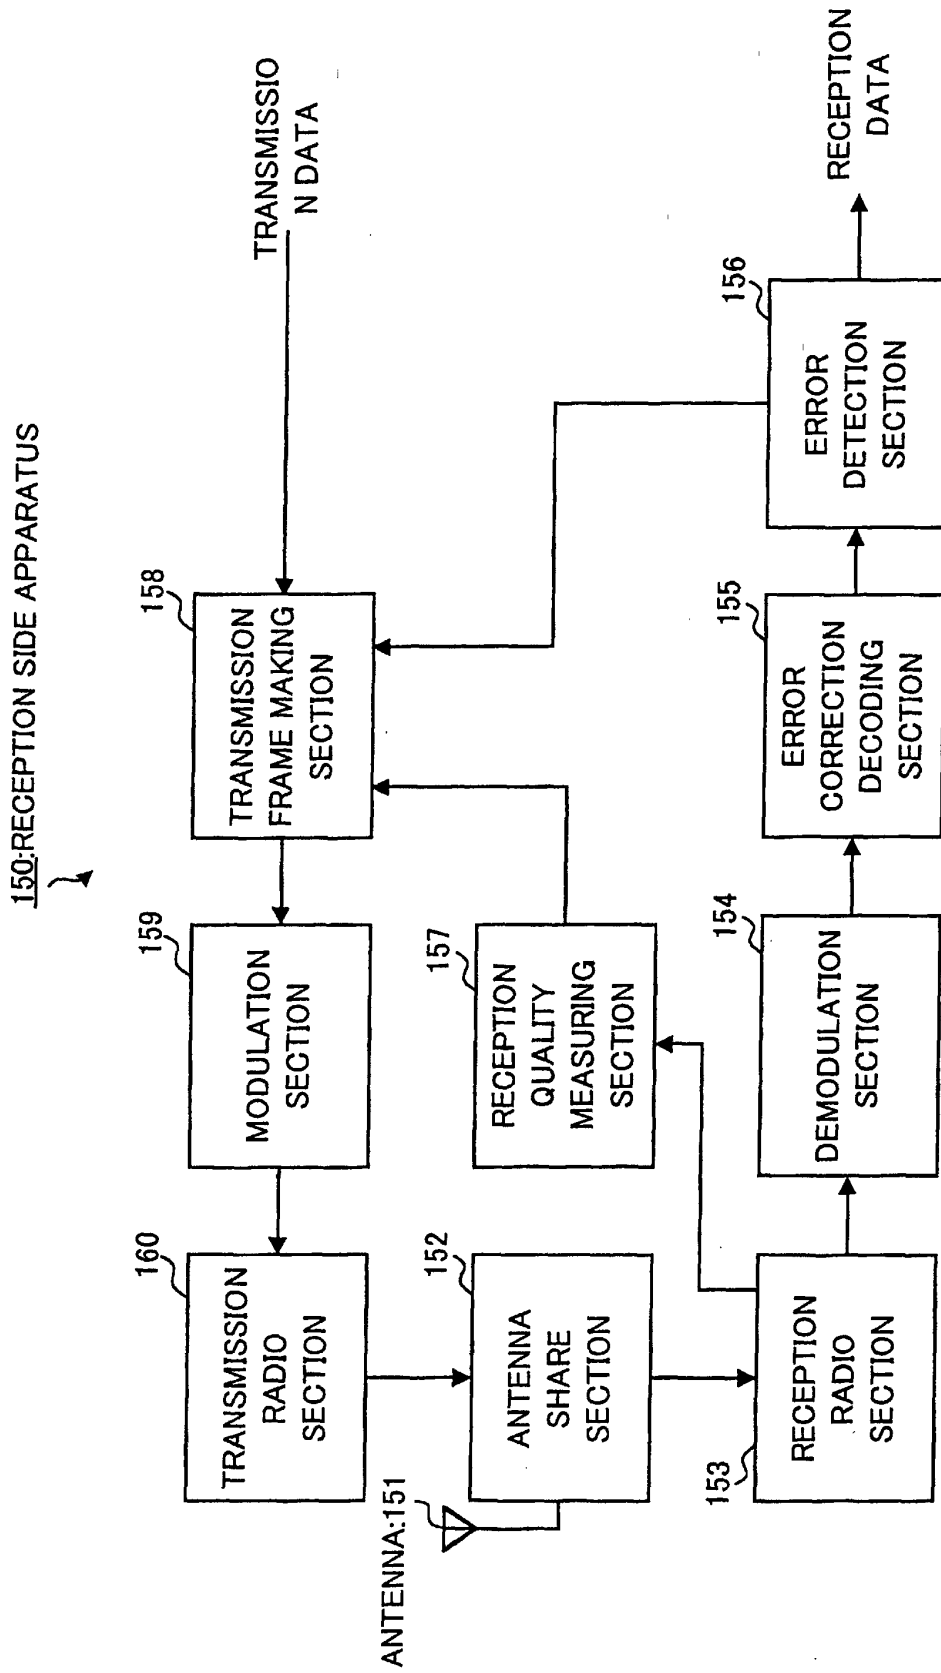 150:RECEPTION SIDE APPARATUS
160
TRANSMISSION
RADIO
SECTION
159
MODULATION
SECTION
158
TRANSMISSION
FRAME MAKING
SECTION
TRANSMISSIO
N DATA
ANTENNA:151
152
ANTENNA
SHARE
SECTION
157
RECEPTION
QUALITY
MEASURING
SECTION
153
RECEPTION
RADIO
SECTION
154
DEMODULATION
SECTION
155
ERROR
CORRECTION
DECODING
SECTION
156
ERROR
DETECTION
SECTION
RECEPTION
DATA